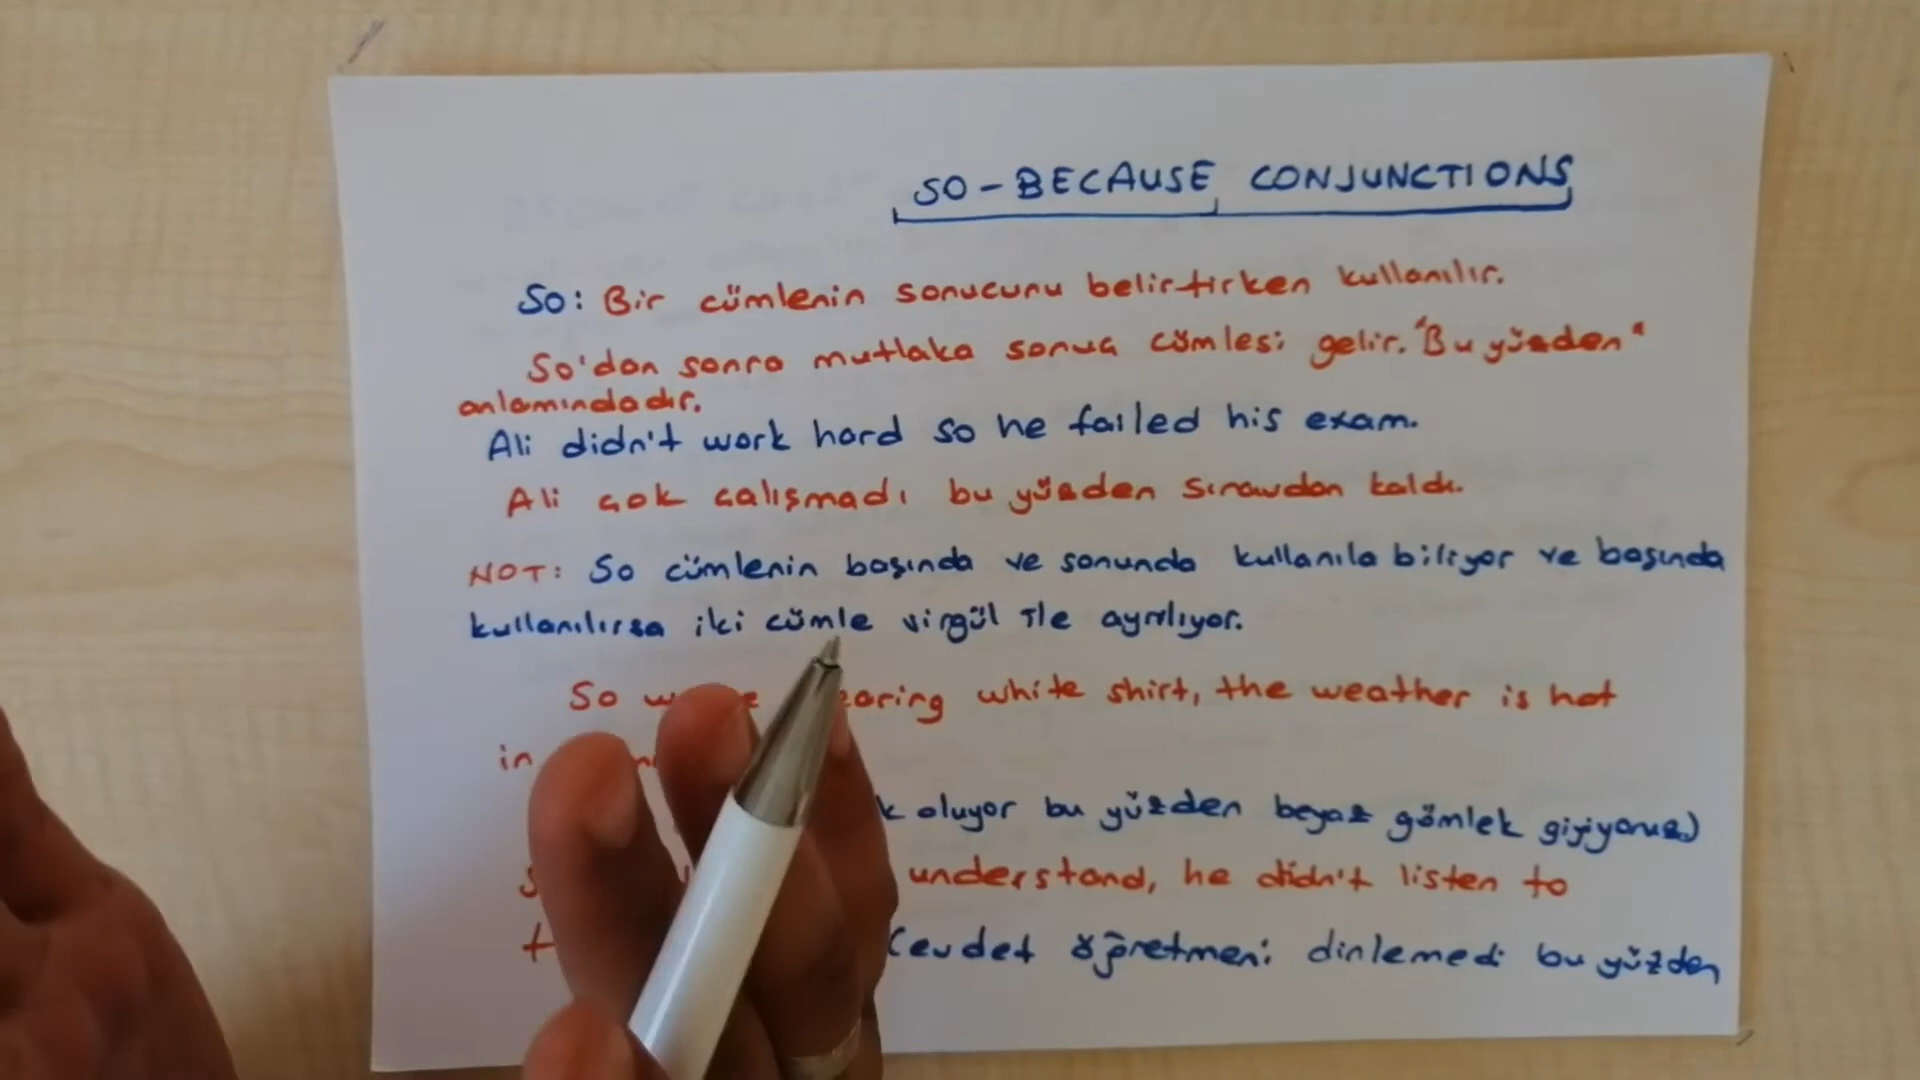 SO-BECAUSE CONJUNCTIONS
So: Bir cümlenin sonucunu belirtirken kullanılır.
So'dan sonra mutlaka sonuç cümlesi gelir. "Bu yüzden"
anlamındadır.
Ali didn't work hard so he failed his exam.
Ali çok çalışmadı bu yüzden sınavdan kaldı.
NOT: So cümlenin başında ve sonunda kullanıla biliyor ve başında
kullanılırsa iki cümle virgül ile ayrılıyor.
So white shirt, the weather is hot
in
oluyor bu yüzden beyaz gömlek giyiyoruz)
understand, he didn't listen to
Cevdet öğretmeni dinlemedi bu yüzden